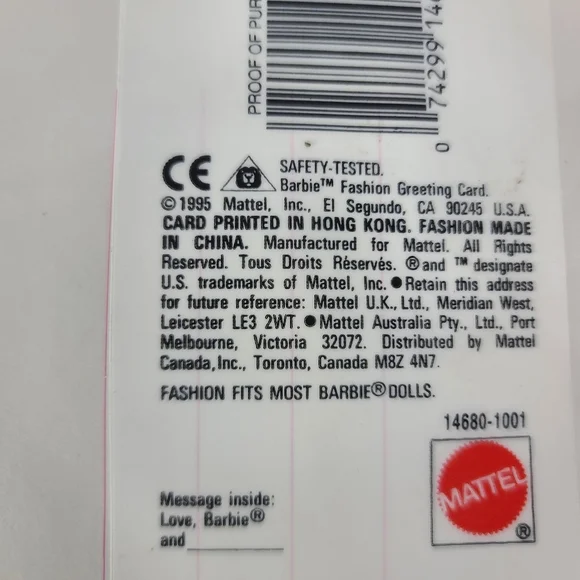 PROOF OF PUR
0 74299 14
CE SAFETY-TESTED.
Barbie™ Fashion Greeting Card.
©1995 Mattel, Inc., El Segundo, CA 90245 U.S.A.
CARD PRINTED IN HONG KONG. FASHION MADE
IN CHINA. Manufactured for Mattel. All Rights
Reserved. Tous Droits Réservés. ® and ™ designate
U.S. trademarks of Mattel, Inc. ● Retain this address
for future reference: Mattel U.K., Ltd., Meridian West,
Leicester LE3 2WT. ● Mattel Australia Pty., Ltd., Port
Melbourne, Victoria 32072. Distributed by Mattel
Canada, Inc., Toronto, Canada M8Z 4N7.
FASHION FITS MOST BARBIE® DOLLS.
14680-1001
MATTEL
®
Message inside:
Love, Barbie®
and